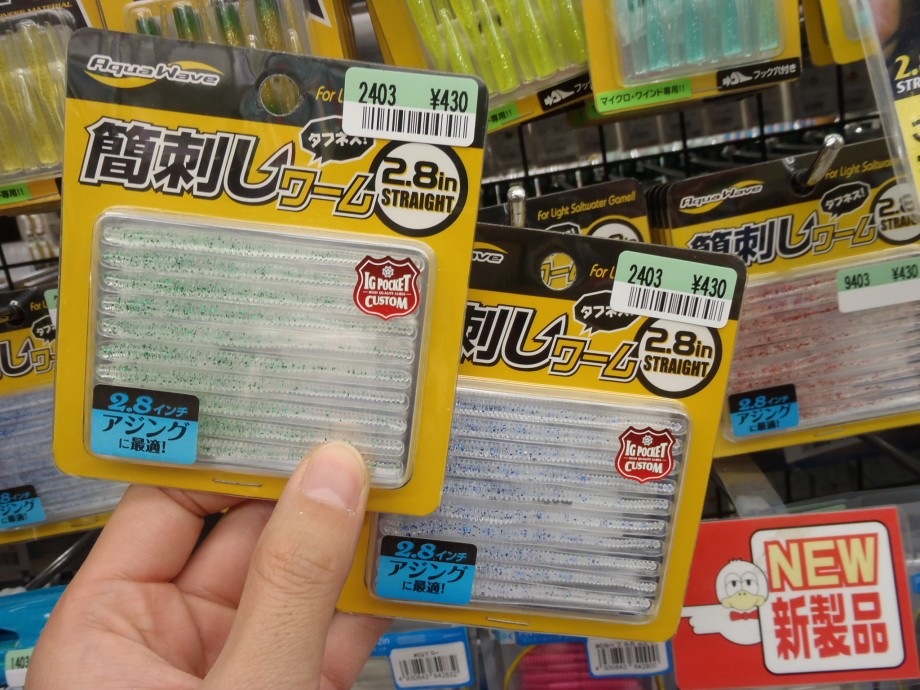 AquaWave
For L
2403 ¥430
タフネス!
簡刺しワーム
2.8in
STRAIGHT
IG POCKET
CUSTOM
2.8インチ
アジング
に最適!
Wave
For L
2403 ¥430
タフネス!
刺しワーム
2.8in
STRAIGHT
IG POCKET
CUSTOM
2.8インチ
アジング
に最適!
For Light Saltwater Game!!
AquaWave
For Light Saltwater
タフネス!
簡刺しワーム
STRA
9403 ¥430
2.8インチ
アジング
に最適!
マイクロ・ワインド専用!!
フック穴付き
NEW
新製品